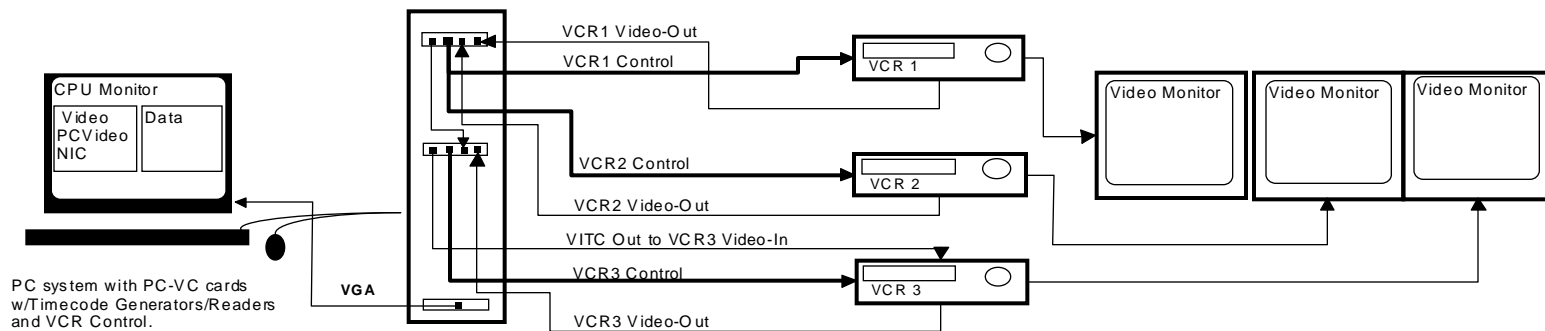 VCR1 Video-Out
VCR1 Control
VCR 1
CPU Monitor
Video
PCVideo
NIC
Data
Video Monitor
Video Monitor
Video Monitor
VCR2 Control
VCR 2
VCR2 Video-Out
VITC Out to VCR3 Video-In
VCR3 Control
VCR 3
VGA
VCR3 Video-Out
PC system with PC-VC cards
w/Timecode Generators/Readers
and VCR Control.